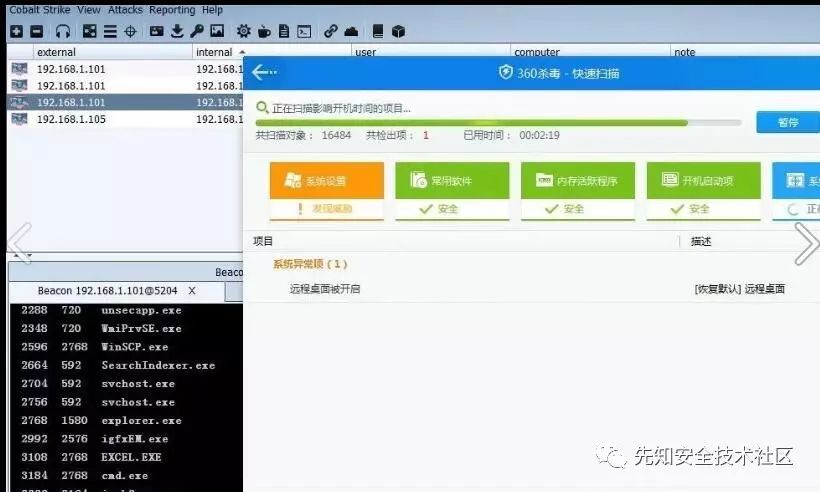 Cobalt Strike View Attacks Reporting Help
external internal user computer note
192.168.1.101 192.168.1
192.168.1.101 192.168.1
192.168.1.101 192.168.1
192.168.1.105 192.168.1
360杀毒 - 快速扫描
正在扫描影响开机时间的项目...
共扫描对象： 16484 共检出项： 1 已用时间： 00:02:19
暂停
系统设置 常用软件 内存活跃程序 开机启动项
发现威胁 安全 安全 安全
项目 描述
系统异常项（1）
远程桌面被开启 [恢复默认] 远程桌面
Beaco
Beacon 192.168.1.101@5204 X
2288 720 unsecapp.exe
2348 720 WmiPrvSE.exe
2596 2768 WinSCP.exe
2664 592 SearchIndexer.exe
2704 592 svchost.exe
2756 592 svchost.exe
2768 1580 explorer.exe
2992 2576 igfxEM.exe
3108 2768 EXCEL.EXE
3184 2768 cmd.exe
先知安全技术社区